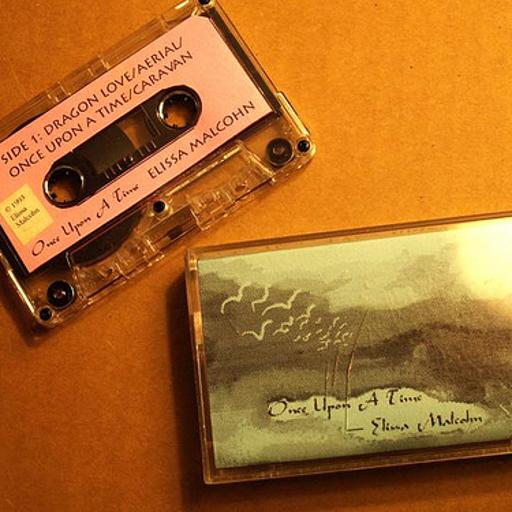 SIDE 1: DRAGON LOVE/AERIAL/
ONCE UPON A TIME/CARAVAN
© 1993
Elissa
Malcohn
Once Upon A Time ELISSA MALCOHN
Once Upon A Time
— Elissa Malcohn